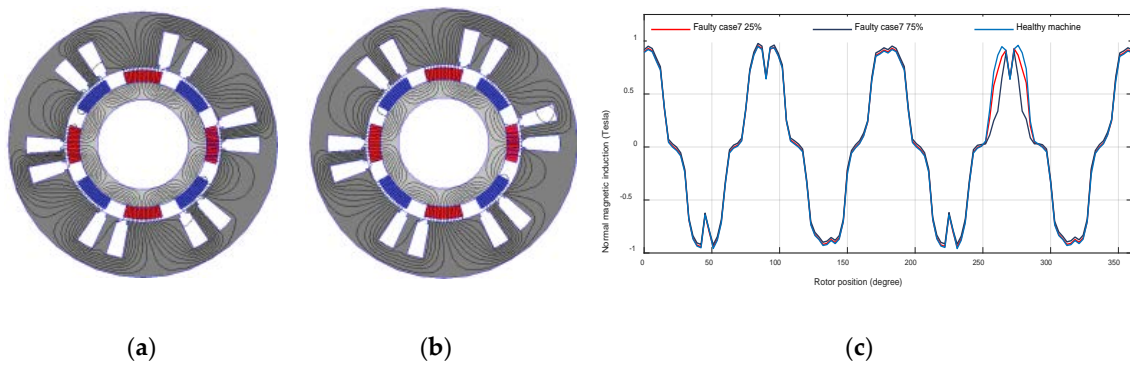 Faulty case7 25% Faulty case7 75% Healthy machine
1
0.5
0
-0.5
-1
Normal magnetic induction (Tesla)
0 50 100 150 200 250 300 350
Rotor position (degree)
(a) (b) (c)